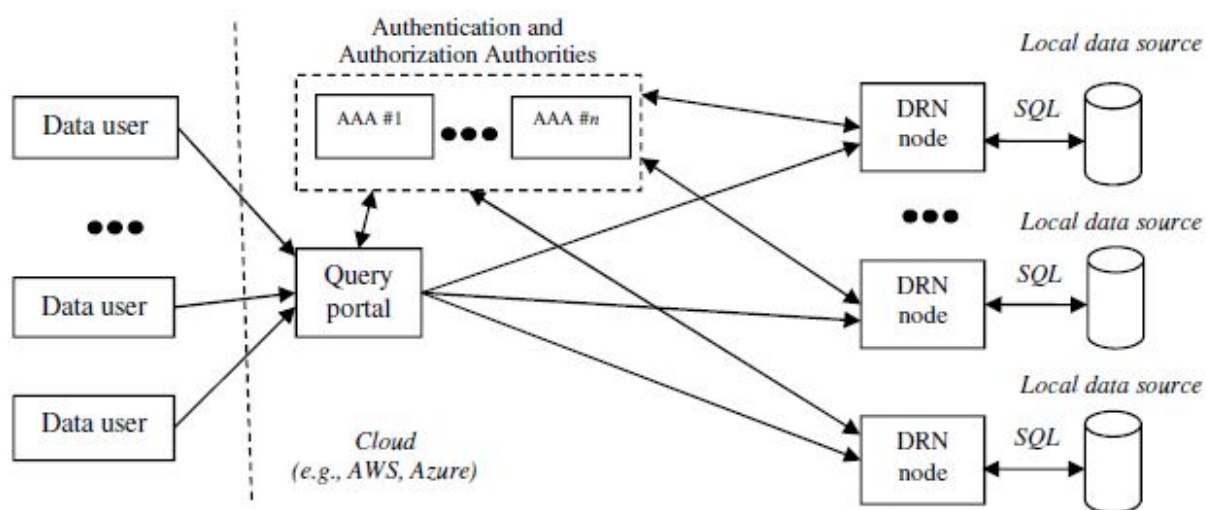 Authentication and
Authorization Authorities
Local data source
Data user
AAA #1
AAA #n
DRN
node
SQL
Local data source
Data user
Query
portal
DRN
node
SQL
Local data source
Data user
Cloud
(e.g., AWS, Azure)
DRN
node
SQL